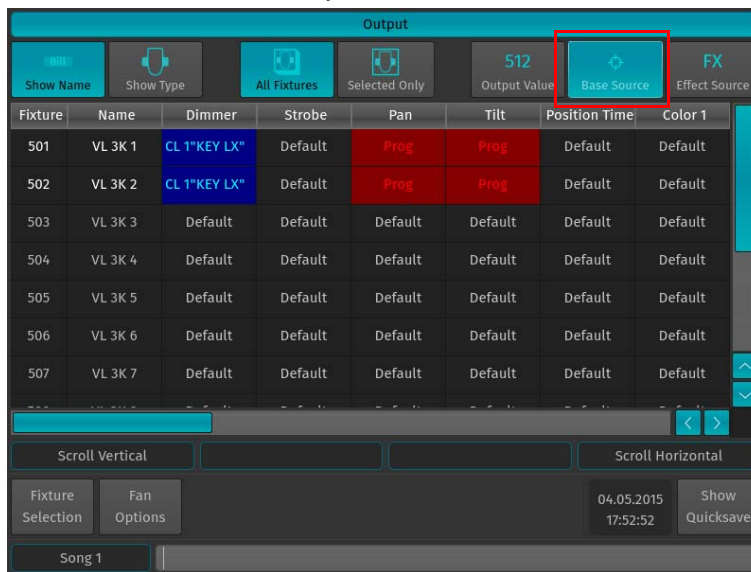 Output
Bill
Show Name
Show Type
All Fixtures
Selected Only
512
Output Value
Base Source
FX
Effect Source
Fixture Name Dimmer Strobe Pan Tilt Position Time Color 1
501 VL 3K 1 CL 1"KEY LX" Default Prog Prog Default Default
502 VL 3K 2 CL 1"KEY LX" Default Prog Prog Default Default
503 VL 3K 3 Default Default Default Default Default Default
504 VL 3K 4 Default Default Default Default Default Default
505 VL 3K 5 Default Default Default Default Default Default
506 VL 3K 6 Default Default Default Default Default Default
507 VL 3K 7 Default Default Default Default Default Default
Scroll Vertical
Scroll Horizontal
Fixture
Selection
Fan
Options
04.05.2015
17:52:52
Show
Quicksave
Song 1